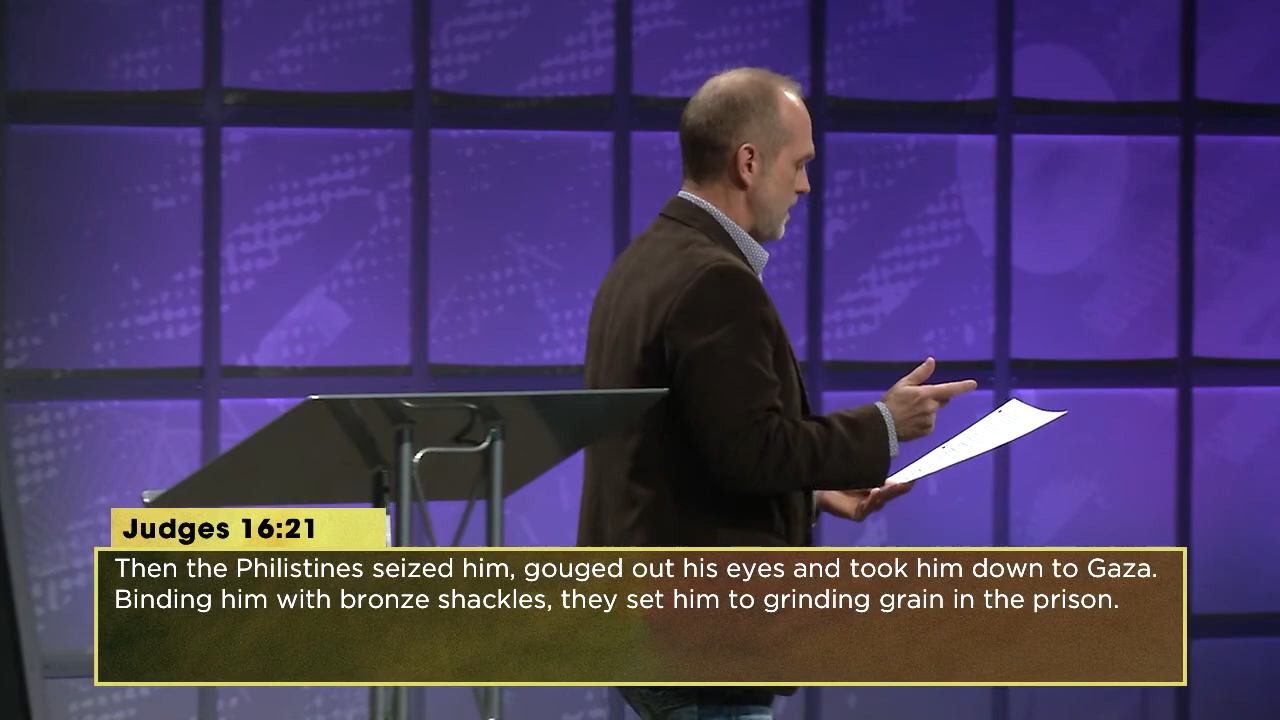 Judges 16:21
Then the Philistines seized him, gouged out his eyes and took him down to Gaza.
Binding him with bronze shackles, they set him to grinding grain in the prison.